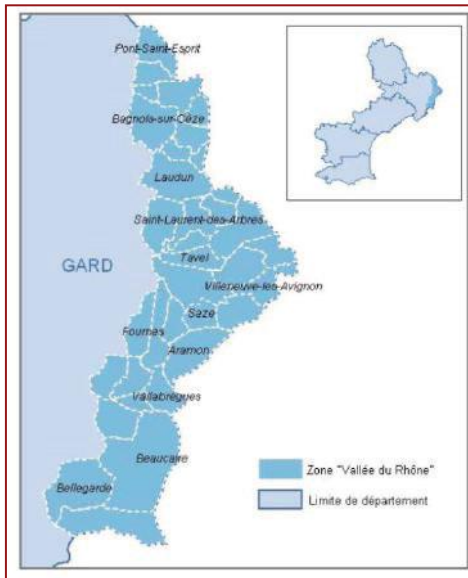 Pont-Saint-Esprit
Bagnols-sur-Cèze
Laudun
Saint-Laurent-des-Arbres
Tavel
GARD
Villeneuve-lès-Avignon
Saze
Fournès
Aramon
Vallabrègues
Beaucaire
Bellegarde
Zone "Vallée du Rhône"
Limite de département